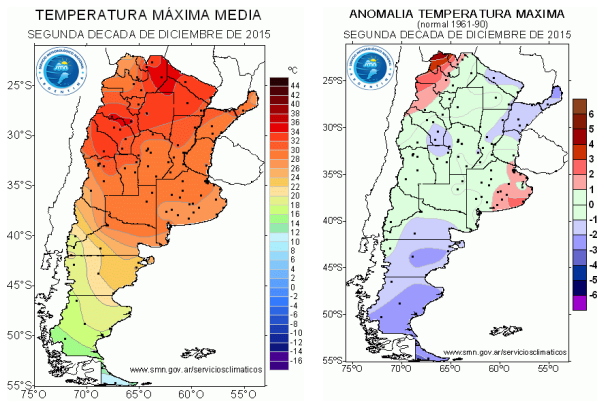 TEMPERATURA MÁXIMA MEDIA
SEGUNDA DECADA DE DICIEMBRE DE 2015
25°S
30°S
35°S
40°S
45°S
50°S
55°S
75°W
70°W
65°W
60°W
55°W
ºC
44
42
40
38
36
34
32
30
28
26
24
22
20
18
16
14
12
10
8
6
4
2
0
-2
-4
-6
-8
-10
-12
-14
-16
www.smn.gov.ar/serviciosclimaticos
ANOMALIA TEMPERATURA MAXIMA
(normal 1961-90)
SEGUNDA DECADA DE DICIEMBRE DE 2015
25°S
30°S
35°S
40°S
45°S
50°S
55°S
75°W
70°W
65°W
60°W
55°W
6
5
4
3
2
1
0
-1
-2
-3
-4
-5
-6
www.smn.gov.ar/serviciosclimaticos